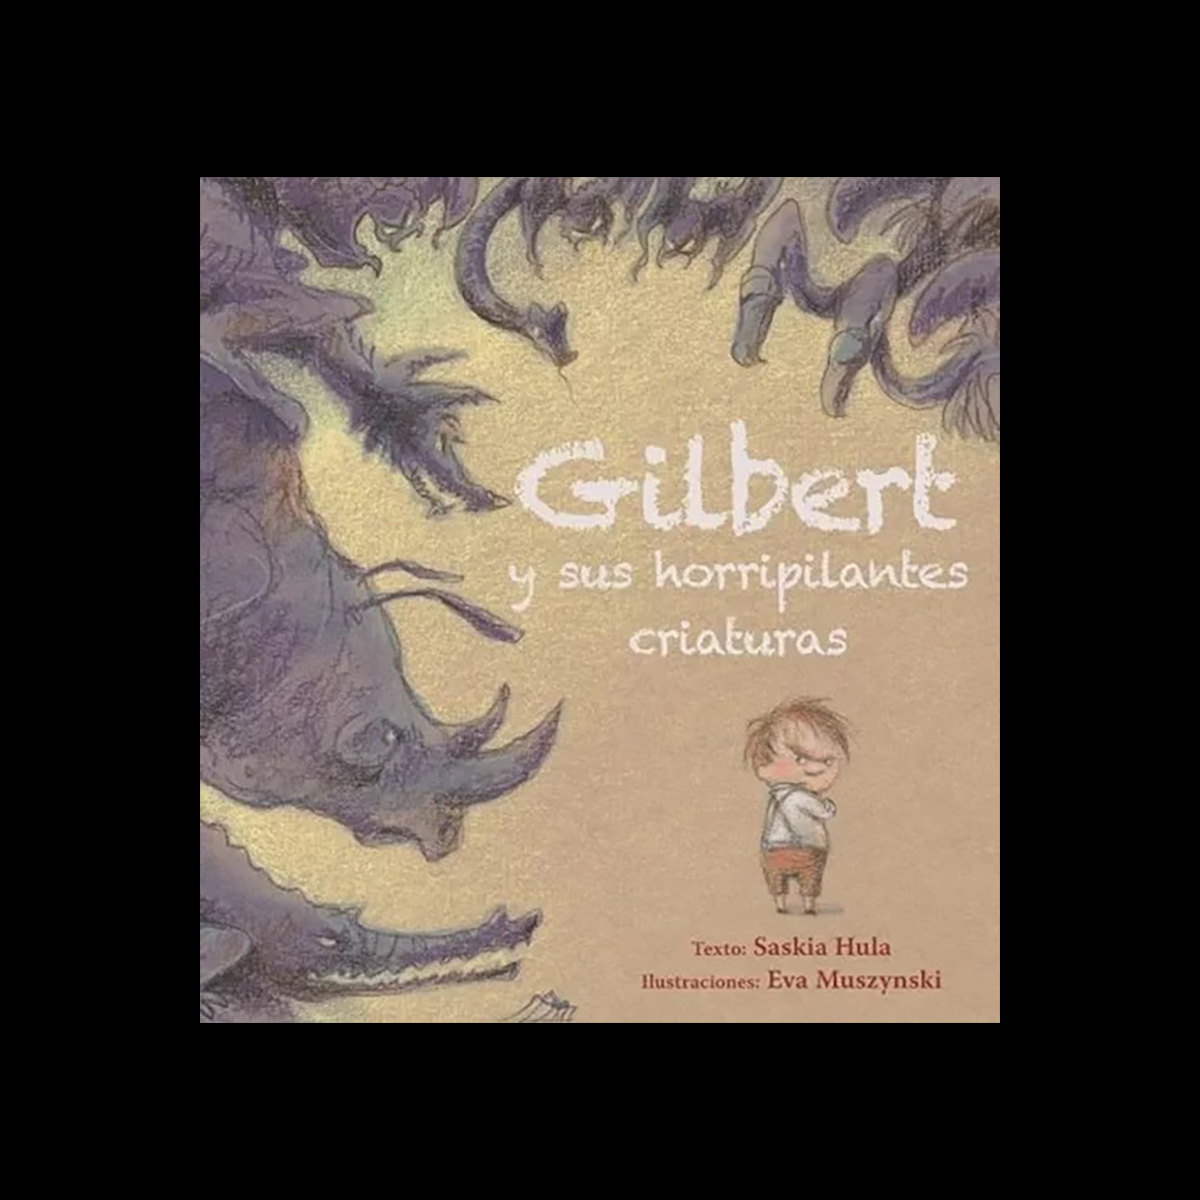 Gilbert
y sus horripilantes
criaturas
Texto: Saskia Hula
Ilustraciones: Eva Muszynski